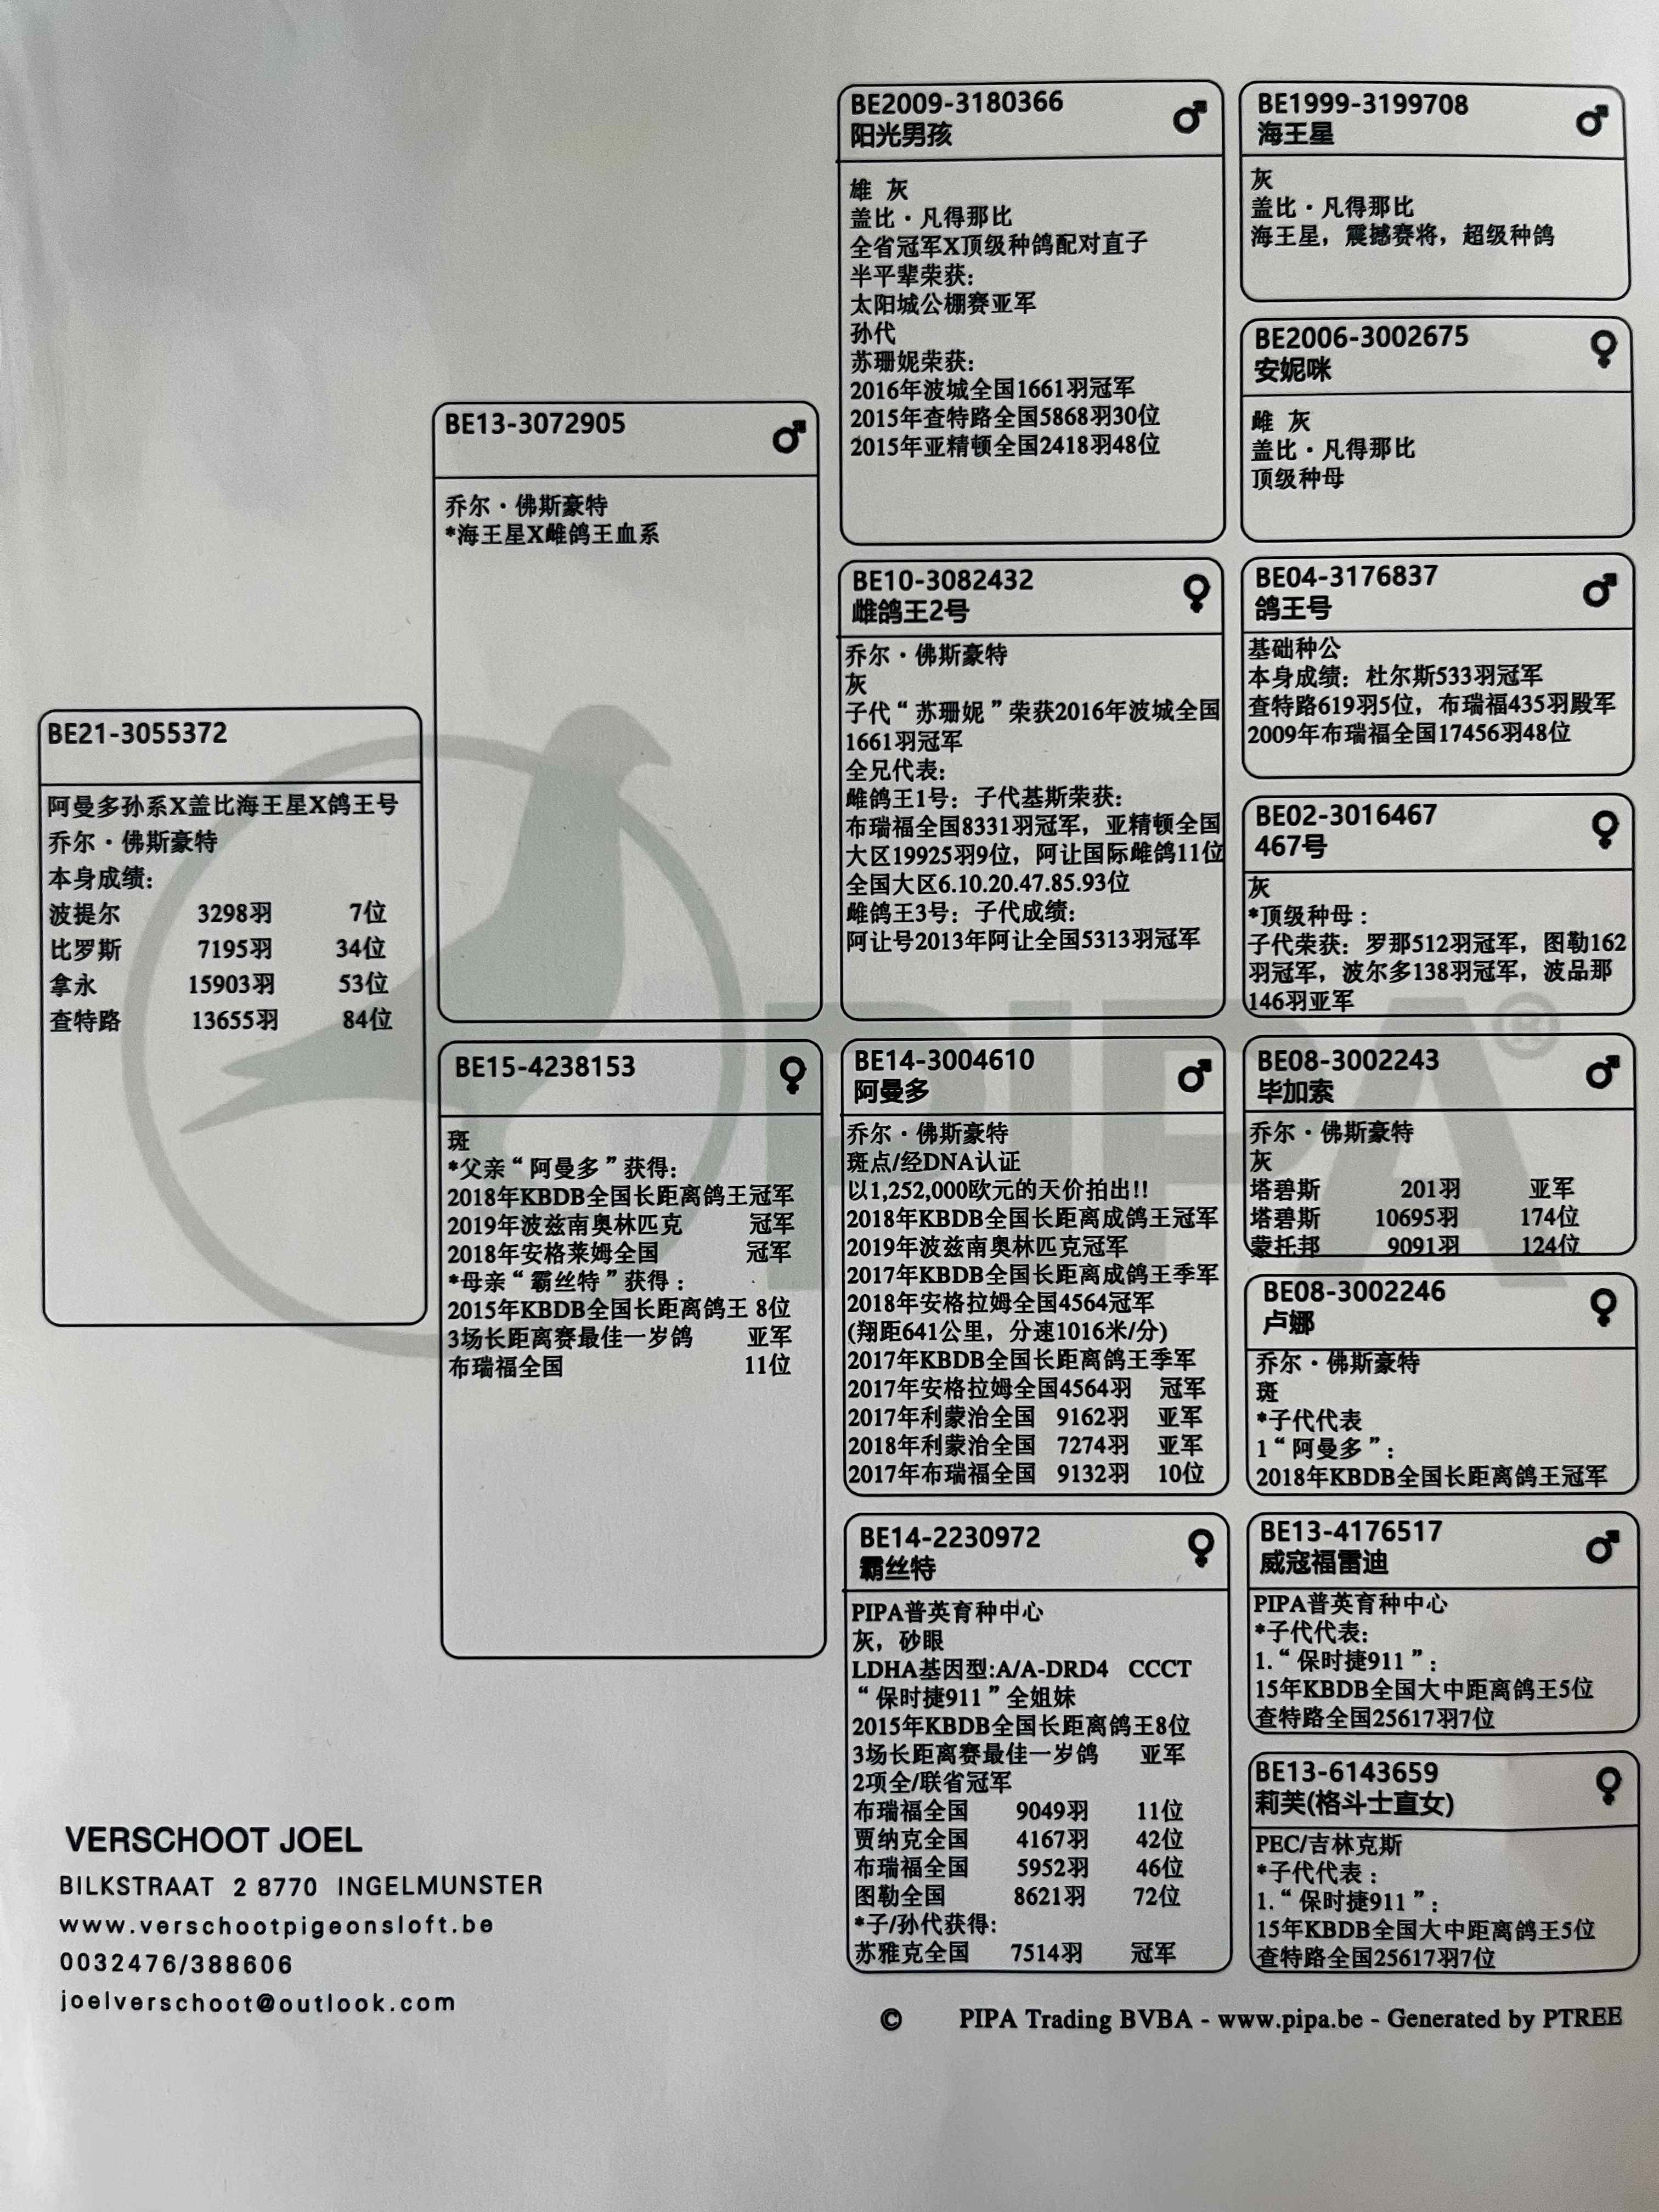 BE21-3055372
阿曼多孙系X盖比海王星X鸽王号
乔尔·佛斯豪特
本身成绩:
波提尔 3298羽 7位
比罗斯 7195羽 34位
拿永 15903羽 53位
查特路 13655羽 84位
BE13-3072905 ♂
乔尔·佛斯豪特
*海王星X雌鸽王血系
BE15-4238153 ♀
斑
*父亲“阿曼多”获得:
2018年KBDB全国长距离鸽王冠军
2019年波兹南奥林匹克 冠军
2018年安格莱姆全国 冠军
*母亲“霸丝特”获得:
2015年KBDB全国长距离鸽王 8位
3场长距离赛最佳一岁鸽 亚军
布瑞福全国 11位
BE2009-3180366 ♂
阳光男孩
雄 灰
盖比·凡得那比
全省冠军X顶级种鸽配对直子
半平辈荣获:
太阳城公棚赛亚军
孙代
苏珊妮荣获:
2016年波城全国1661羽冠军
2015年查特路全国5868羽30位
2015年亚精顿全国2418羽48位
BE10-3082432 ♀
雌鸽王2号
乔尔·佛斯豪特
灰
子代“苏珊妮”荣获2016年波城全国
1661羽冠军
全兄代表:
雌鸽王1号: 子代基斯荣获:
布瑞福全国8331羽冠军, 亚精顿全国
大区19925羽9位, 阿让国际雌鸽11位
全国大区6.10.20.47.85.93位
雌鸽王3号: 子代成绩:
阿让号2013年阿让全国5313羽冠军
BE14-3004610 ♂
阿曼多
乔尔·佛斯豪特
斑点/经DNA认证
以1,252,000欧元的天价拍出!!
2018年KBDB全国长距离成鸽王冠军
2019年波兹南奥林匹克冠军
2017年KBDB全国长距离成鸽王季军
2018年安格拉姆全国4564冠军
(翔距641公里, 分速1016米/分)
2017年KBDB全国长距离鸽王季军
2017年安格拉姆全国4564羽 冠军
2017年利蒙治全国 9162羽 亚军
2018年利蒙治全国 7274羽 亚军
2017年布瑞福全国 9132羽 10位
BE14-2230972 ♀
霸丝特
PIPA普英育种中心
灰, 砂眼
LDHA基因型:A/A-DRD4 CCCT
“保时捷911”全姐妹
2015年KBDB全国长距离鸽王8位
3场长距离赛最佳一岁鸽 亚军
2项全/联省冠军
布瑞福全国 9049羽 11位
贾纳克全国 4167羽 42位
布瑞福全国 5952羽 46位
图勒全国 8621羽 72位
*子/孙代获得:
苏雅克全国 7514羽 冠军
BE1999-3199708 ♂
海王星
灰
盖比·凡得那比
海王星, 震撼赛将, 超级种鸽
BE2006-3002675 ♀
安妮咪
雌 灰
盖比·凡得那比
顶级种母
BE04-3176837 ♂
鸽王号
基础种公
本身成绩: 杜尔斯533羽冠军
查特路619羽5位, 布瑞福435羽殿军
2009年布瑞福全国17456羽48位
BE02-3016467 ♀
467号
灰
*顶级种母:
子代荣获: 罗那512羽冠军, 图勒162
羽冠军, 波尔多138羽冠军, 波品那
146羽亚军
BE08-3002243 ♂
毕加索
乔尔·佛斯豪特
灰
塔碧斯 201羽 亚军
塔碧斯 10695羽 174位
蒙托邦 9091羽 124位
BE08-3002246 ♀
卢娜
乔尔·佛斯豪特
斑
*子代代表
1“阿曼多”:
2018年KBDB全国长距离鸽王冠军
BE13-4176517 ♂
威寇福雷迪
PIPA普英育种中心
*子代代表:
1.“保时捷911”:
15年KBDB全国大中距离鸽王5位
查特路全国25617羽7位
BE13-6143659 ♀
莉芙(格斗士直女)
PEC/吉林克斯
*子代代表:
1.“保时捷911”:
15年KBDB全国大中距离鸽王5位
查特路全国25617羽7位
PIPA®
VERSCHOOT JOEL
BILKSTRAAT 2 8770 INGELMUNSTER
www.verschootpigeonsloft.be
0032476/388606
joelverschoot@outlook.com
© PIPA Trading BVBA - www.pipa.be - Generated by PTREE